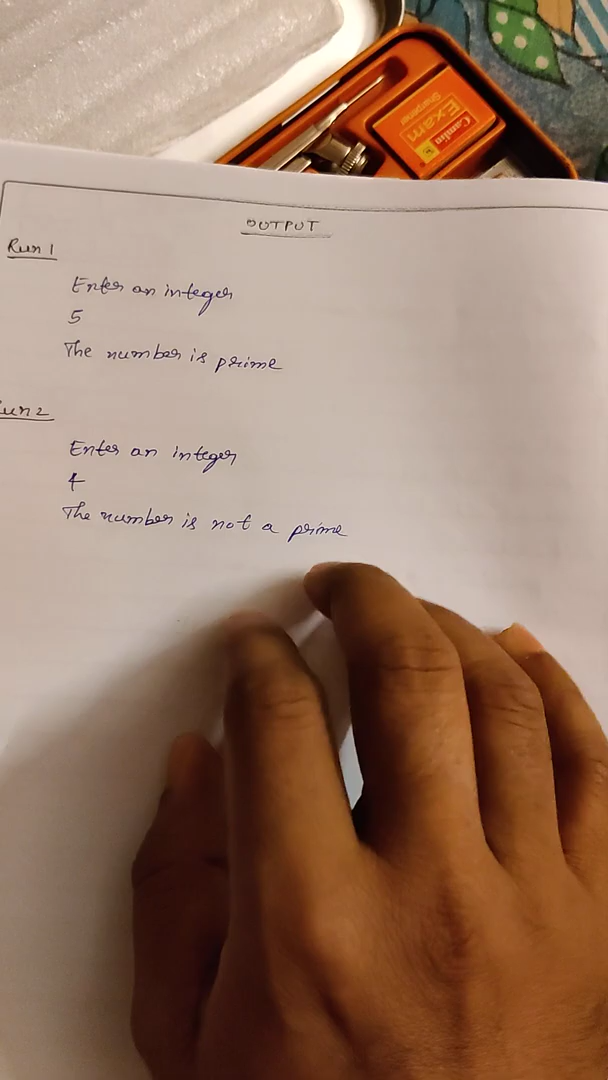 Camlin
Exam
Sharpener
OUTPUT
Run 1
Enter an integer
5
The number is prime
Run 2
Enter an integer
4
The number is not a prime